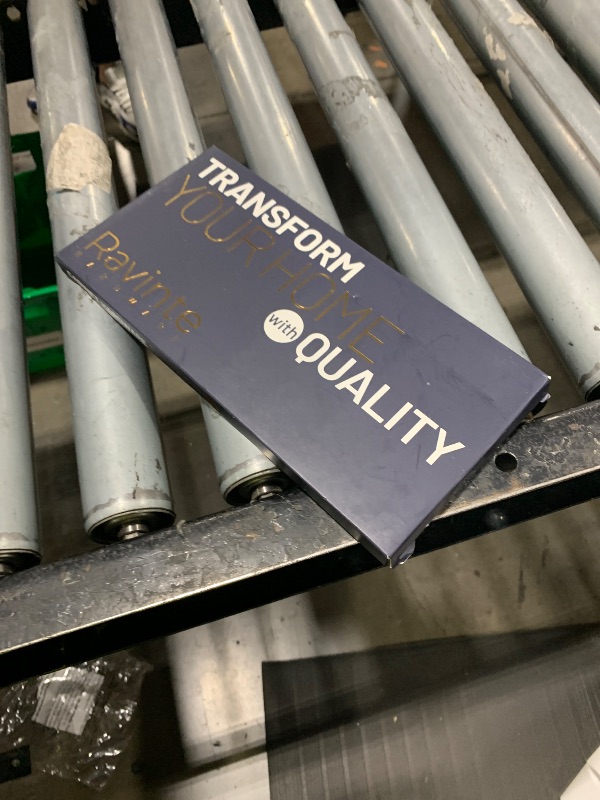 TRANSFORM
YOUR HOME
with QUALITY
Ravinte